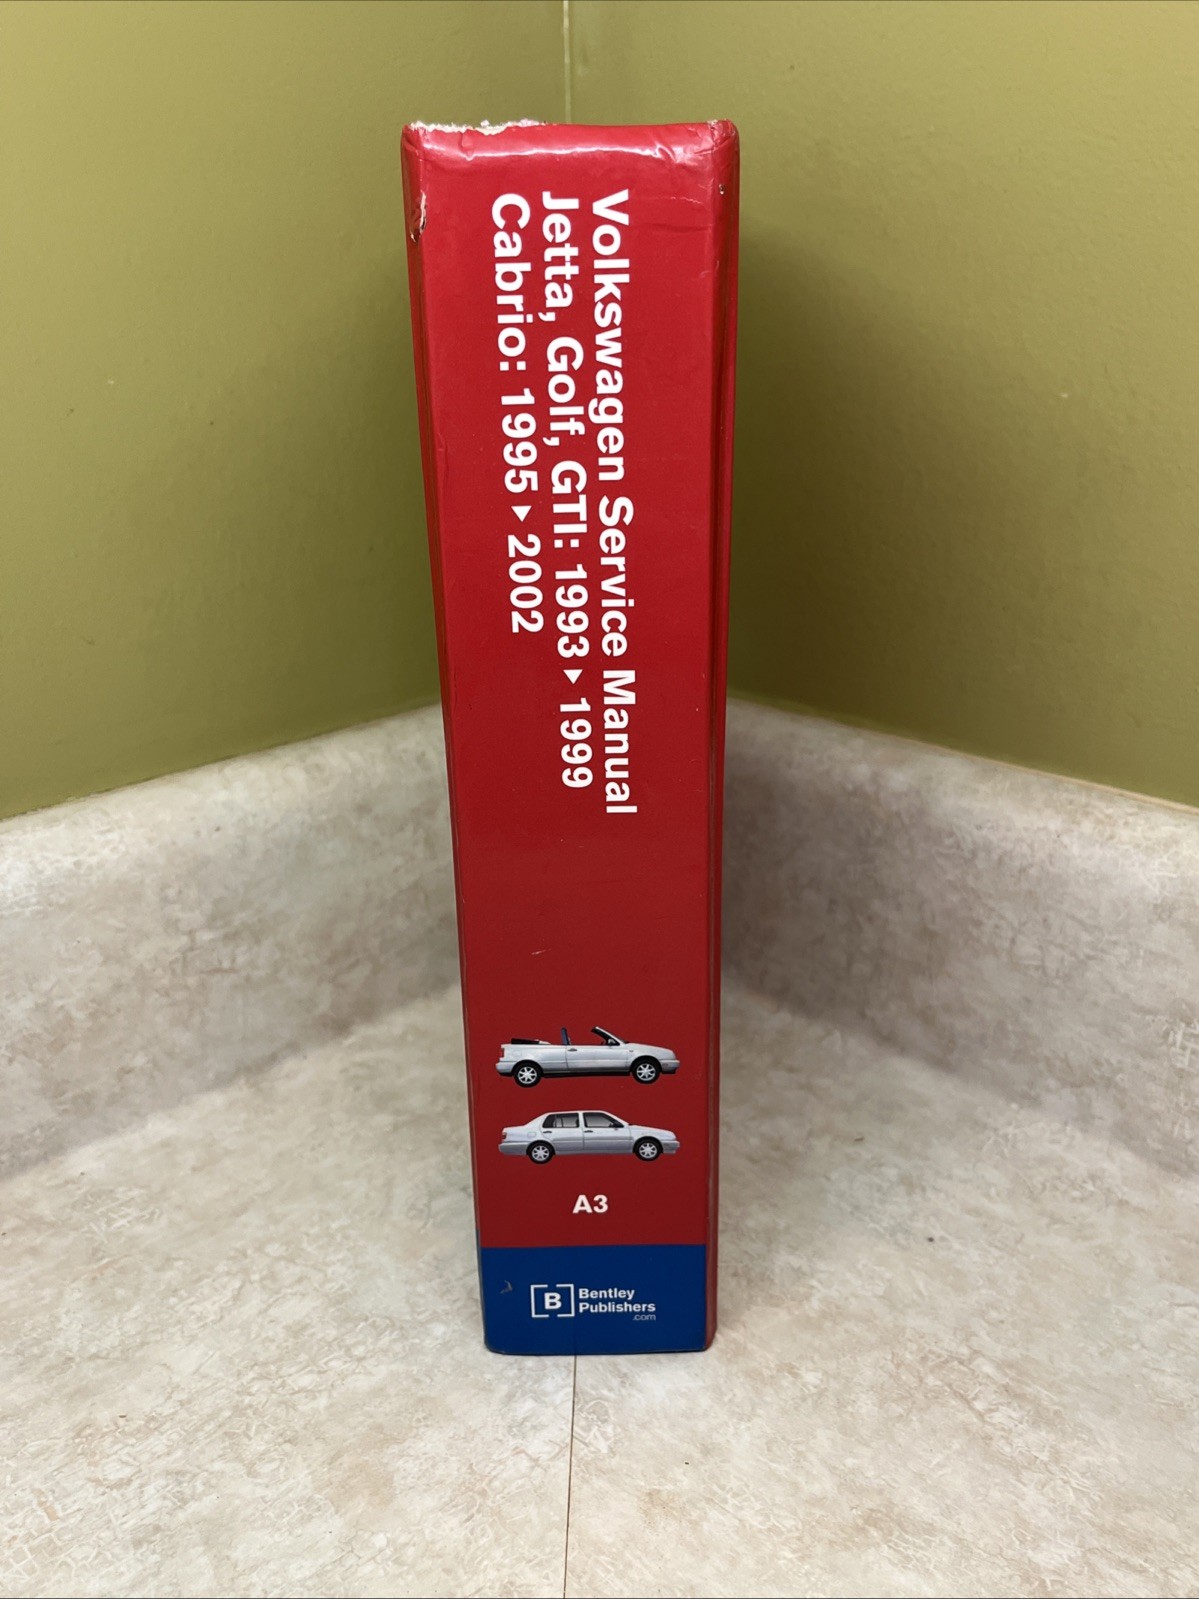 Volkswagen Service Manual
Jetta, Golf, GTI: 1993▸1999
Cabrio: 1995▸2002
A3
B
Bentley
Publishers
.com